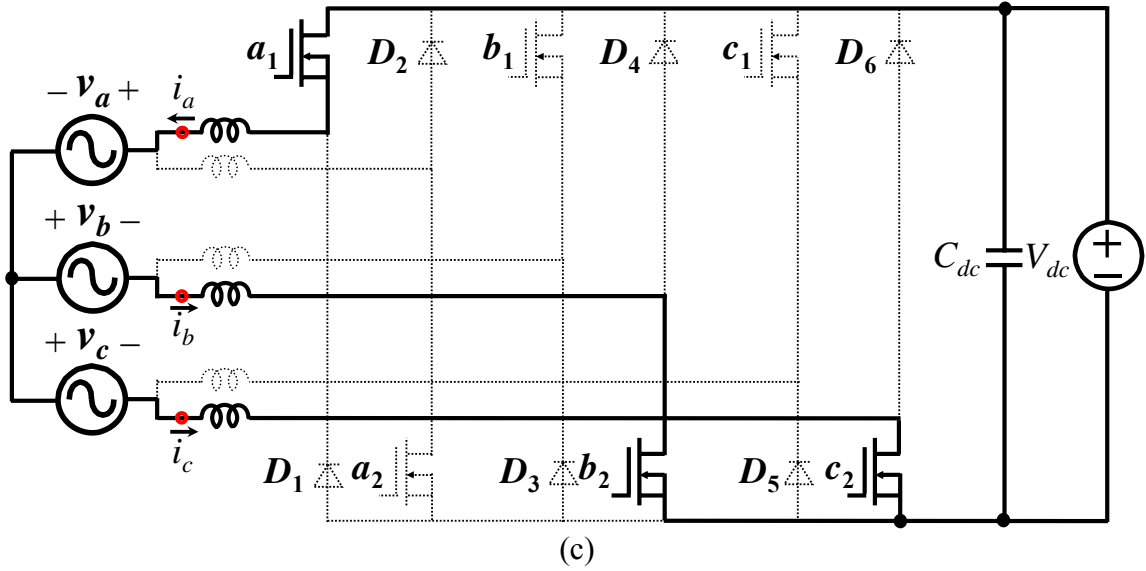 a1 D2 b1 D4 c1 D6
− va + ia
+ vb −
ib
Cdc Vdc + −
+ vc −
ic
D1 a2 D3 b2 D5 c2
(c)